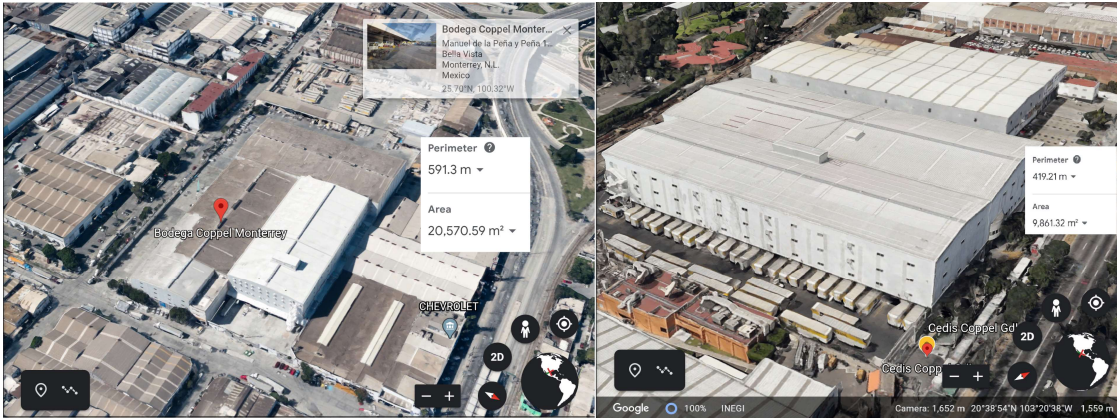 Bodega Coppel Monter...
Manuel de la Peña y Peña 1...
Bella Vista
Monterrey, N.L.
Mexico
25.70°N, 100.32°W
Perimeter
591.3 m
Area
20,570.59 m²
Bodega Coppel Monterrey
CHEVROLET
2D
Perimeter
419.21 m
Area
9,861.32 m²
Cedis Coppel Gdl
2D
Cedis Copp
Google 100% INEGI Camera: 1,652 m 20°38'54"N 103°20'38"W 1,559 m